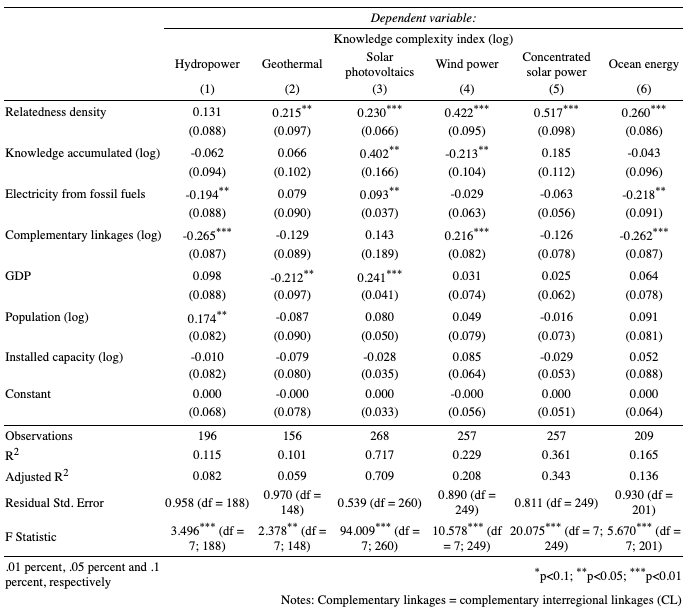 Dependent variable:
Knowledge complexity index (log)
Hydropower Geothermal Solar photovoltaics Wind power Concentrated solar power Ocean energy
(1) (2) (3) (4) (5) (6)
Relatedness density 0.131 0.215** 0.230*** 0.422*** 0.517*** 0.260***
(0.088) (0.097) (0.066) (0.095) (0.098) (0.086)
Knowledge accumulated (log) -0.062 0.066 0.402** -0.213** 0.185 -0.043
(0.094) (0.102) (0.166) (0.104) (0.112) (0.096)
Electricity from fossil fuels -0.194** 0.079 0.093** -0.029 -0.063 -0.218**
(0.088) (0.090) (0.037) (0.063) (0.056) (0.091)
Complementary linkages (log) -0.265*** -0.129 0.143 0.216*** -0.126 -0.262***
(0.087) (0.089) (0.189) (0.082) (0.078) (0.087)
GDP 0.098 -0.212** 0.241*** 0.031 0.025 0.064
(0.088) (0.097) (0.041) (0.074) (0.062) (0.078)
Population (log) 0.174** -0.087 0.080 0.049 -0.016 0.091
(0.082) (0.090) (0.050) (0.079) (0.073) (0.081)
Installed capacity (log) -0.010 -0.079 -0.028 0.085 -0.029 0.052
(0.082) (0.080) (0.035) (0.064) (0.053) (0.088)
Constant 0.000 -0.000 0.000 -0.000 0.000 0.000
(0.068) (0.078) (0.033) (0.056) (0.051) (0.064)
Observations 196 156 268 257 257 209
R2 0.115 0.101 0.717 0.229 0.361 0.165
Adjusted R2 0.082 0.059 0.709 0.208 0.343 0.136
Residual Std. Error 0.958 (df = 188) 0.970 (df = 148) 0.539 (df = 260) 0.890 (df = 249) 0.811 (df = 249) 0.930 (df = 201)
F Statistic 3.496*** (df = 7; 188) 2.378** (df = 7; 148) 94.009*** (df = 7; 260) 10.578*** (df = 7; 249) 20.075*** (df = 7; 249) 5.670*** (df = 7; 201)
.01 percent, .05 percent and .1
percent, respectively *p<0.1; **p<0.05; ***p<0.01
Notes: Complementary linkages = complementary interregional linkages (CL)